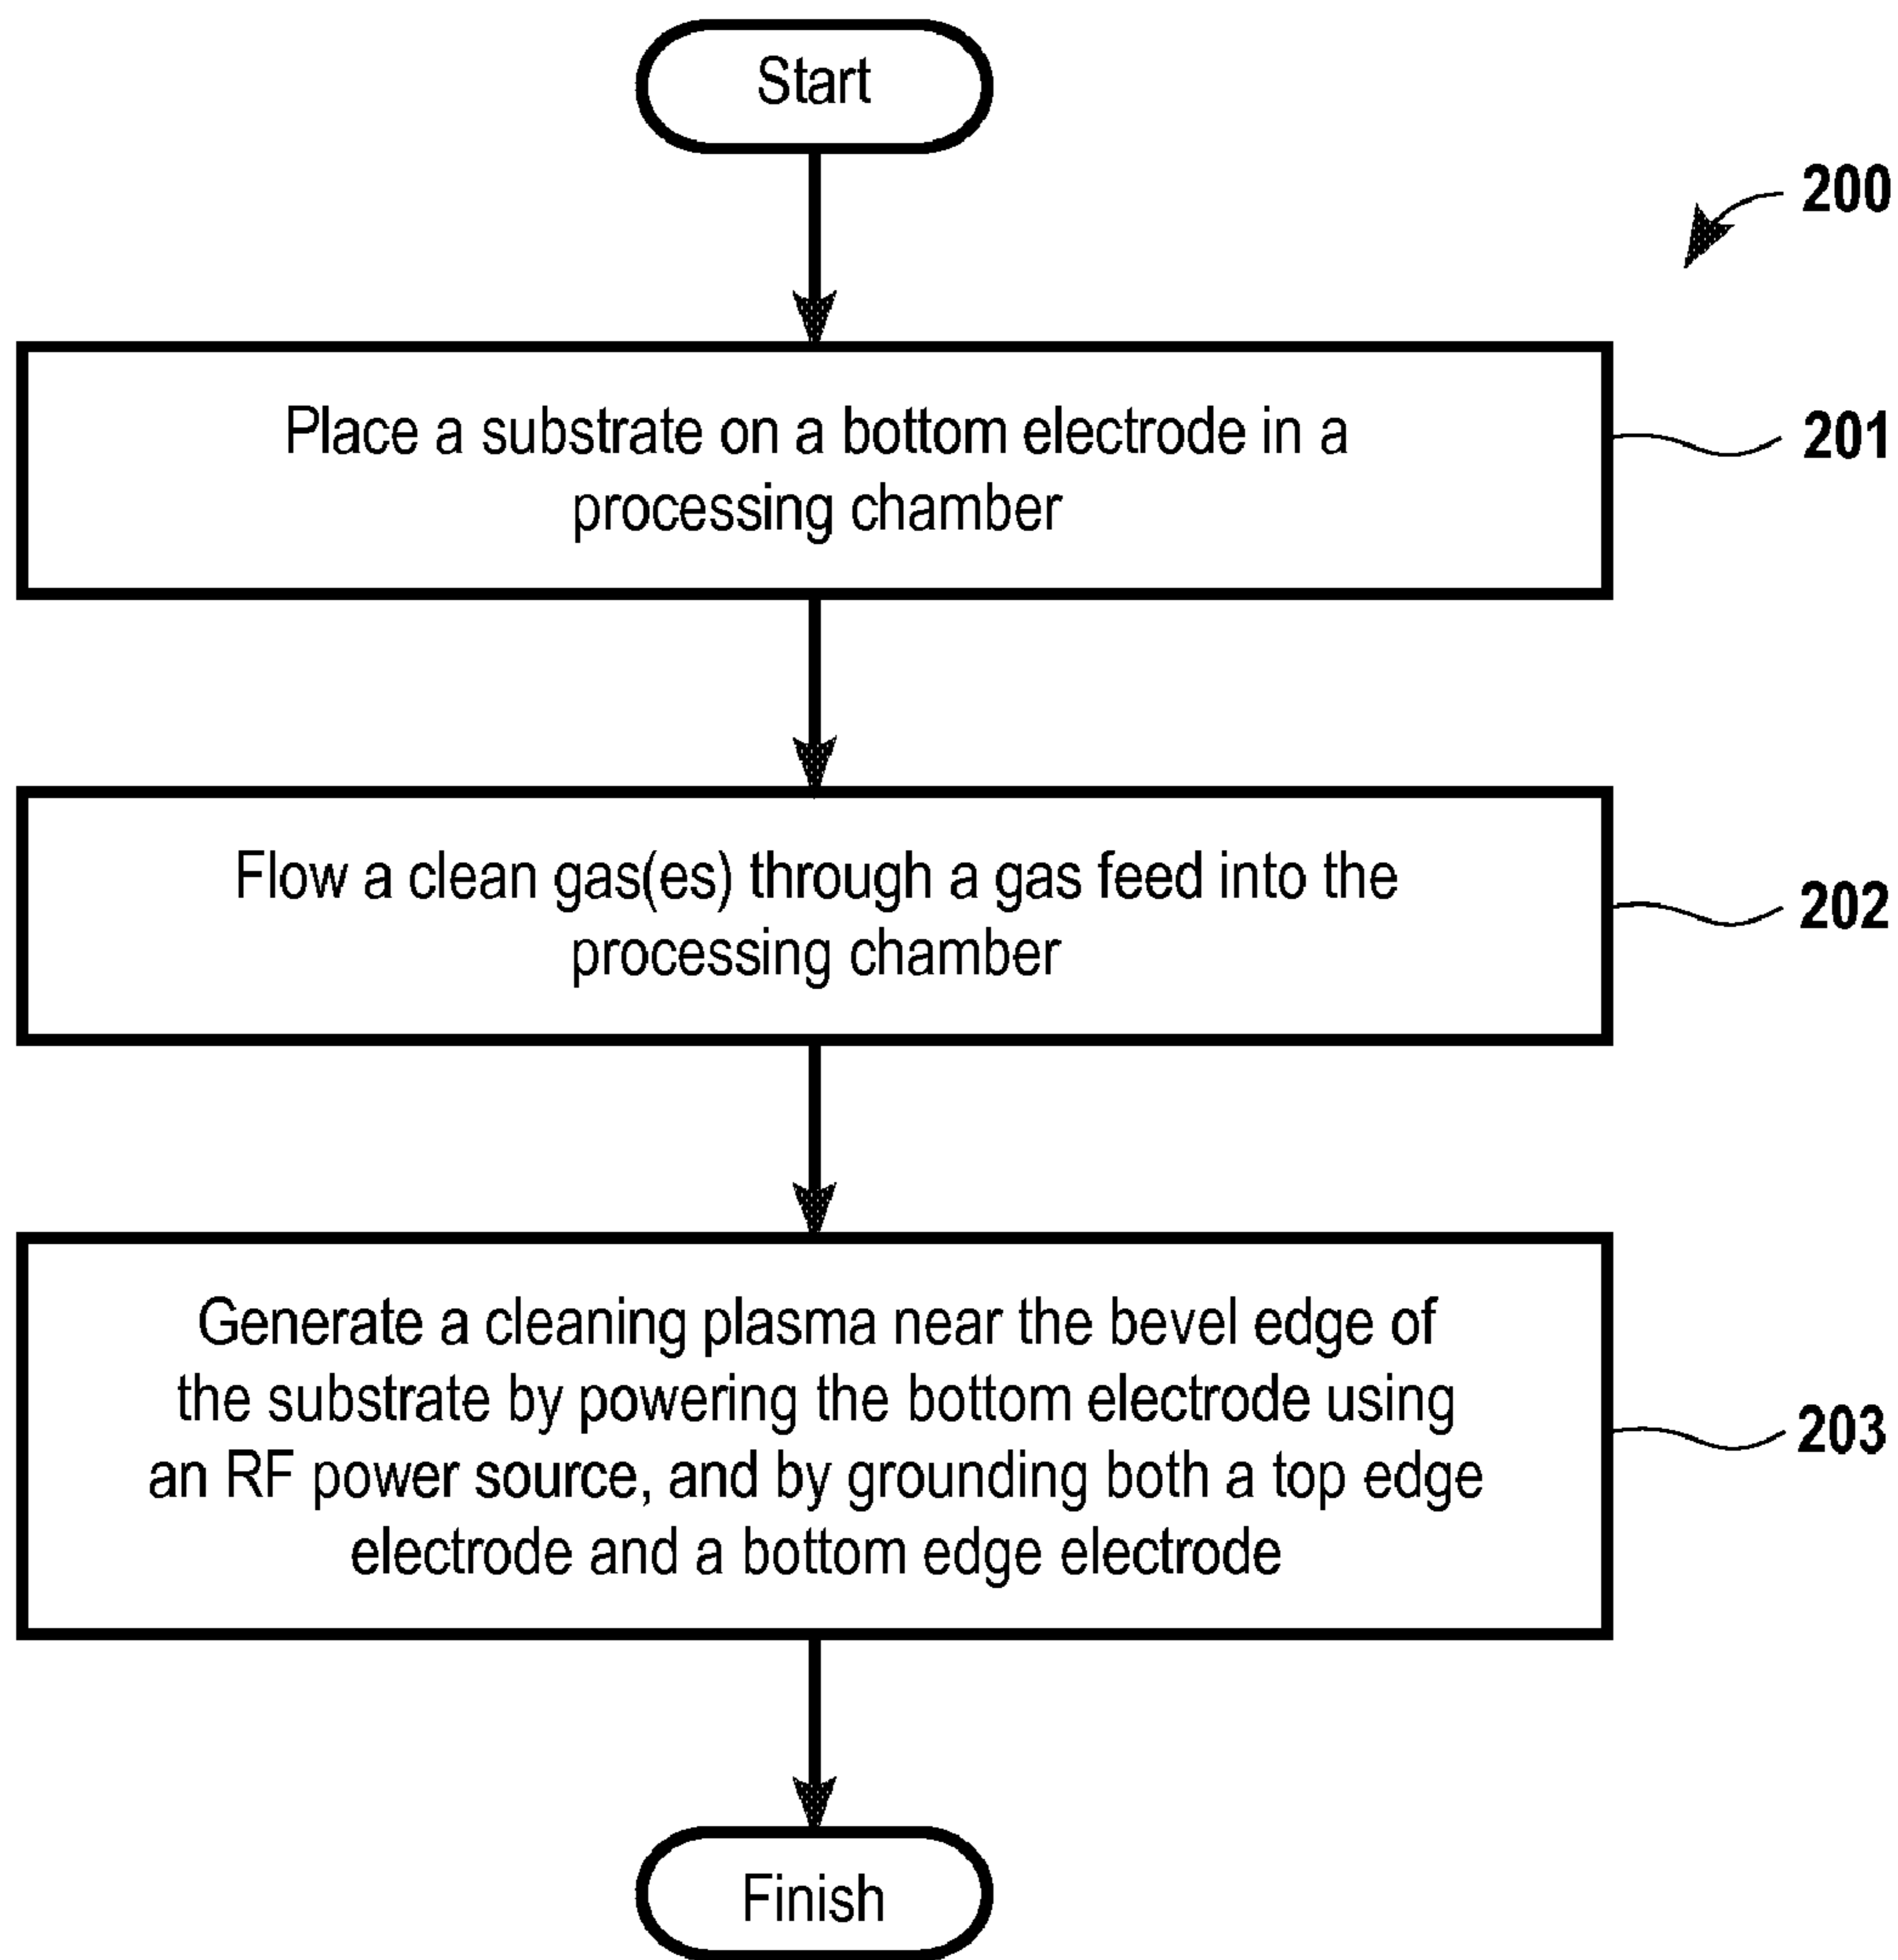 Start
200
Place a substrate on a bottom electrode in a
processing chamber
201
Flow a clean gas(es) through a gas feed into the
processing chamber
202
Generate a cleaning plasma near the bevel edge of
the substrate by powering the bottom electrode using
an RF power source, and by grounding both a top edge
electrode and a bottom edge electrode
203
Finish